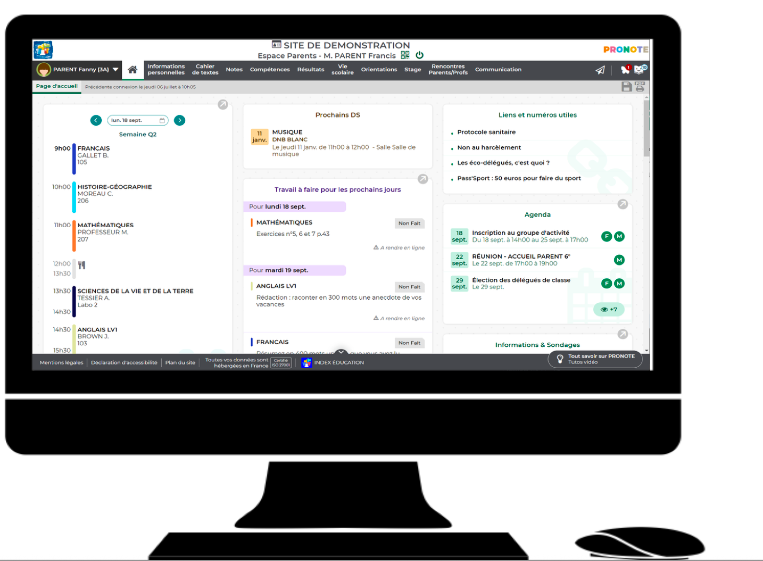 SITE DE DEMONSTRATION
Espace Parents - M. PARENT Francis
PRONOTE
PARENT Fanny (3A)
Informations personnelles
Cahier de textes
Notes
Compétences
Résultats
Vie scolaire
Orientations
Stage
Rencontres Parents/Profs
Communication
Page d'accueil
Précédente connexion le jeudi 06 juillet à 10h05
lun. 18 sept.
Semaine Q2
9h00
FRANCAIS
GALLET B.
105
10h00
HISTOIRE-GÉOGRAPHIE
MOREAU C.
206
11h00
MATHÉMATIQUES
PROFESSEUR M.
207
12h00
13h30
13h30
SCIENCES DE LA VIE ET DE LA TERRE
TESSIER A.
Labo 2
14h30
14h30
ANGLAIS LV1
BROWN J.
103
15h30
Prochains DS
11
janv.
MUSIQUE
DNB BLANC
Le jeudi 11 janv. de 11h00 à 12h00 - Salle Salle de
musique
Travail à faire pour les prochains jours
Pour lundi 18 sept.
MATHÉMATIQUES
Non Fait
Exercices n°5, 6 et 7 p.43
A rendre en ligne
Pour mardi 19 sept.
ANGLAIS LV1
Non Fait
Rédaction : raconter en 300 mots une anecdote de vos
vacances
A rendre en ligne
FRANCAIS
Non Fait
Liens et numéros utiles
Protocole sanitaire
Non au harcèlement
Les éco-délégués, c'est quoi ?
Pass'Sport : 50 euros pour faire du sport
Agenda
18
sept.
Inscription au groupe d'activité
Du 18 sept. à 14h00 au 25 sept. à 17h00
F M
22
sept.
RÉUNION - ACCUEIL PARENT 6°
Le 22 sept. de 17h00 à 19h00
M
29
sept.
Élection des délégués de classe
Le 29 sept.
F M
+7
Informations & Sondages
Mentions légales
Déclaration d'accessibilité
Plan du site
Toutes vos données sont
hébergées en France
INDEX ÉDUCATION
Tout savoir sur PRONOTE
Tutos vidéo